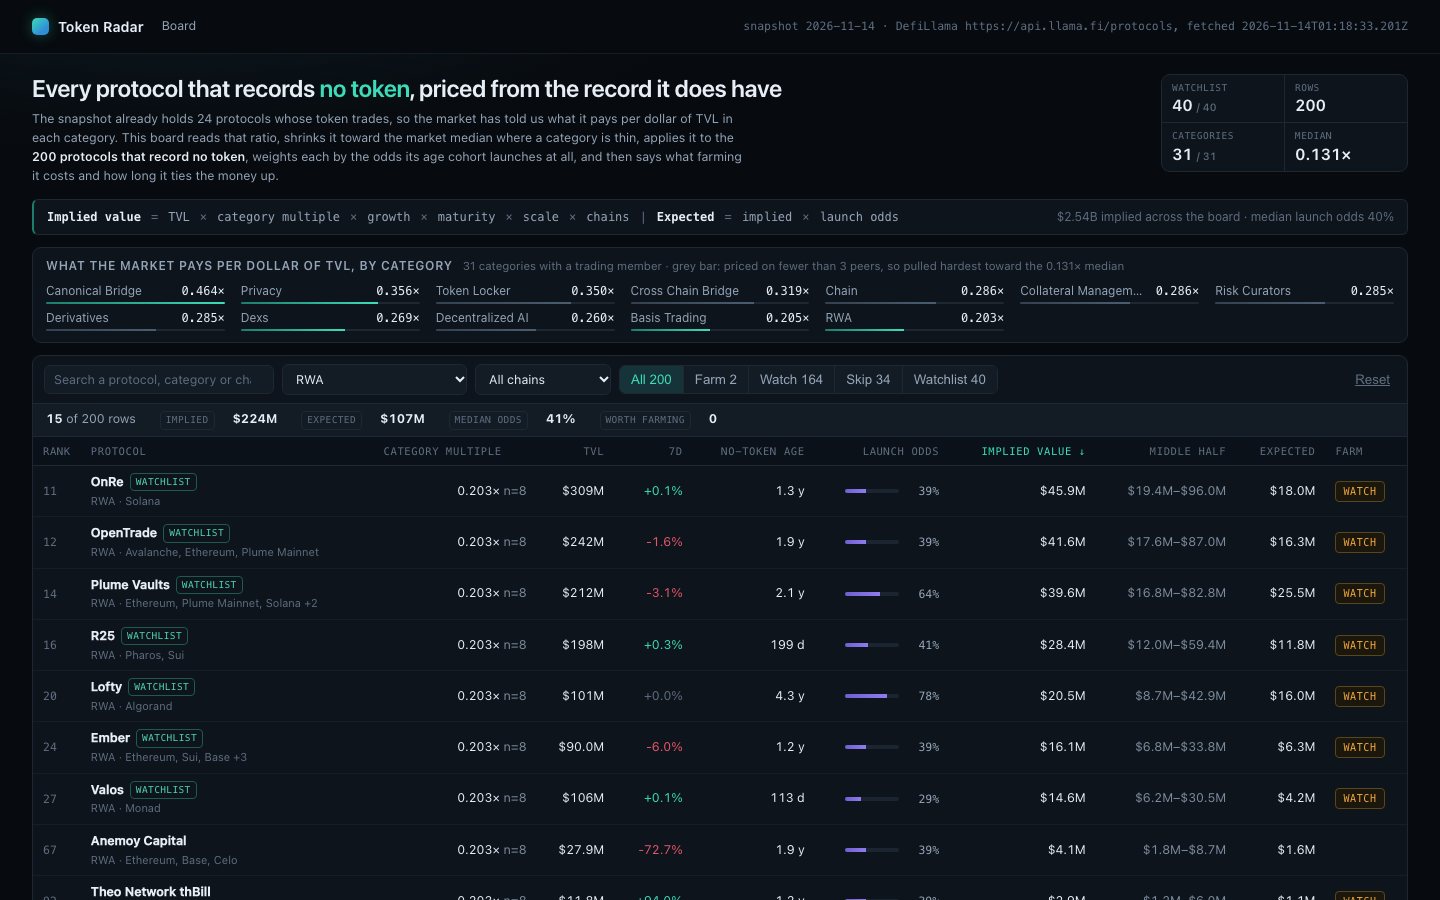 Token Radar Board snapshot 2026-11-14 · DefiLlama https://api.llama.fi/protocols, fetched 2026-11-14T01:18:33.201Z
Every protocol that records no token, priced from the record it does have
The snapshot already holds 24 protocols whose token trades, so the market has told us what it pays per dollar of TVL in
each category. This board reads that ratio, shrinks it toward the market median where a category is thin, applies it to the
200 protocols that record no token, weights each by the odds its age cohort launches at all, and then says what farming
it costs and how long it ties the money up.
WATCHLIST ROWS
40 / 40 200
CATEGORIES MEDIAN
31 / 31 0.131×
Implied value = TVL × category multiple × growth × maturity × scale × chains | Expected = implied × launch odds $2.54B implied across the board · median launch odds 40%
WHAT THE MARKET PAYS PER DOLLAR OF TVL, BY CATEGORY 31 categories with a trading member · grey bar: priced on fewer than 3 peers, so pulled hardest toward the 0.131× median
Canonical Bridge 0.464× Privacy 0.356× Token Locker 0.350× Cross Chain Bridge 0.319× Chain 0.286× Collateral Managem... 0.286× Risk Curators 0.285×
Derivatives 0.285× Dexs 0.269× Decentralized AI 0.260× Basis Trading 0.205× RWA 0.203×
Search a protocol, category or cha RWA All chains All 200 Farm 2 Watch 164 Skip 34 Watchlist 40 Reset
15 of 200 rows IMPLIED $224M EXPECTED $107M MEDIAN ODDS 41% WORTH FARMING 0
RANK PROTOCOL CATEGORY MULTIPLE TVL 7D NO-TOKEN AGE LAUNCH ODDS IMPLIED VALUE ↓ MIDDLE HALF EXPECTED FARM
OnRe WATCHLIST
11 0.203× n=8 $309M +0.1% 1.3 y 39% $45.9M $19.4M–$96.0M $18.0M WATCH
RWA · Solana
OpenTrade WATCHLIST
12 0.203× n=8 $242M -1.6% 1.9 y 39% $41.6M $17.6M–$87.0M $16.3M WATCH
RWA · Avalanche, Ethereum, Plume Mainnet
Plume Vaults WATCHLIST
14 0.203× n=8 $212M -3.1% 2.1 y 64% $39.6M $16.8M–$82.8M $25.5M WATCH
RWA · Ethereum, Plume Mainnet, Solana +2
R25 WATCHLIST
16 0.203× n=8 $198M +0.3% 199 d 41% $28.4M $12.0M–$59.4M $11.8M WATCH
RWA · Pharos, Sui
Lofty WATCHLIST
20 0.203× n=8 $101M +0.0% 4.3 y 78% $20.5M $8.7M–$42.9M $16.0M WATCH
RWA · Algorand
Ember WATCHLIST
24 0.203× n=8 $90.0M -6.0% 1.2 y 39% $16.1M $6.8M–$33.8M $6.3M WATCH
RWA · Ethereum, Sui, Base +3
Valos WATCHLIST
27 0.203× n=8 $106M +0.1% 113 d 29% $14.6M $6.2M–$30.5M $4.2M WATCH
RWA · Monad
Anemoy Capital
67 0.203× n=8 $27.9M -72.7% 1.9 y 39% $4.1M $1.8M–$8.7M $1.6M
RWA · Ethereum, Base, Celo
Theo Network thBill